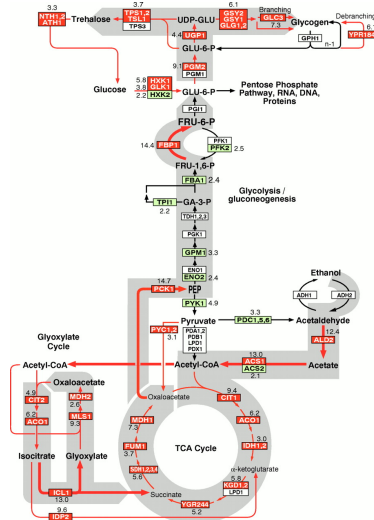 3.3
NTH1,2
ATH1
Trehalose
3.7
TPS1,2
TSL1
TPS3
UDP-GLU
6.1
GSY2
GSY1
GLG1,2
Branching
GLC3
7.3
Glycogen
Debranching
6.1
YPR184
GPH1
n-1
4.4
UGP1
GLU-6-P
9.1
PGM2
PGM1
Glucose
5.8
HXK1
3.8
GLK1
2.2
HXK2
GLU-6-P
Pentose Phosphate
Pathway, RNA, DNA,
Proteins
PGI1
FRU-6-P
14.4
FBP1
PFK1
PFK2
2.5
FRU-1,6-P
FBA1
2.4
TPI1
2.2
GA-3-P
Glycolysis /
gluconeogenesis
TDH1,2,3
PGK1
GPM1
3.3
ENO1
ENO2
2.4
14.7
PCK1
PEP
PYK1
4.9
Ethanol
ADH1
ADH2
Pyruvate
3.3
PDC1,5,6
Acetaldehyde
PYC1,2
3.1
PDA1,2
PDB1
LPD1
PDX1
12.4
ALD2
Glyoxylate
Cycle
Acetyl-CoA
Acetyl-CoA
13.0
ACS1
ACS2
2.1
Acetate
Oxaloacetate
4.9
CIT2
MDH2
2.6
Oxaloacetate
9.4
CIT1
6.2
ACO1
MLS1
9.3
MDH1
7.3
6.2
ACO1
Isocitrate
Glyoxylate
FUM1
3.7
TCA Cycle
3.0
IDH1,2
SDH1,2,3,4
5.6
α-ketoglutarate
5.8
KGD1,2
LPD1
ICL1
13.0
Succinate
YGR244
5.2
9.6
IDP2